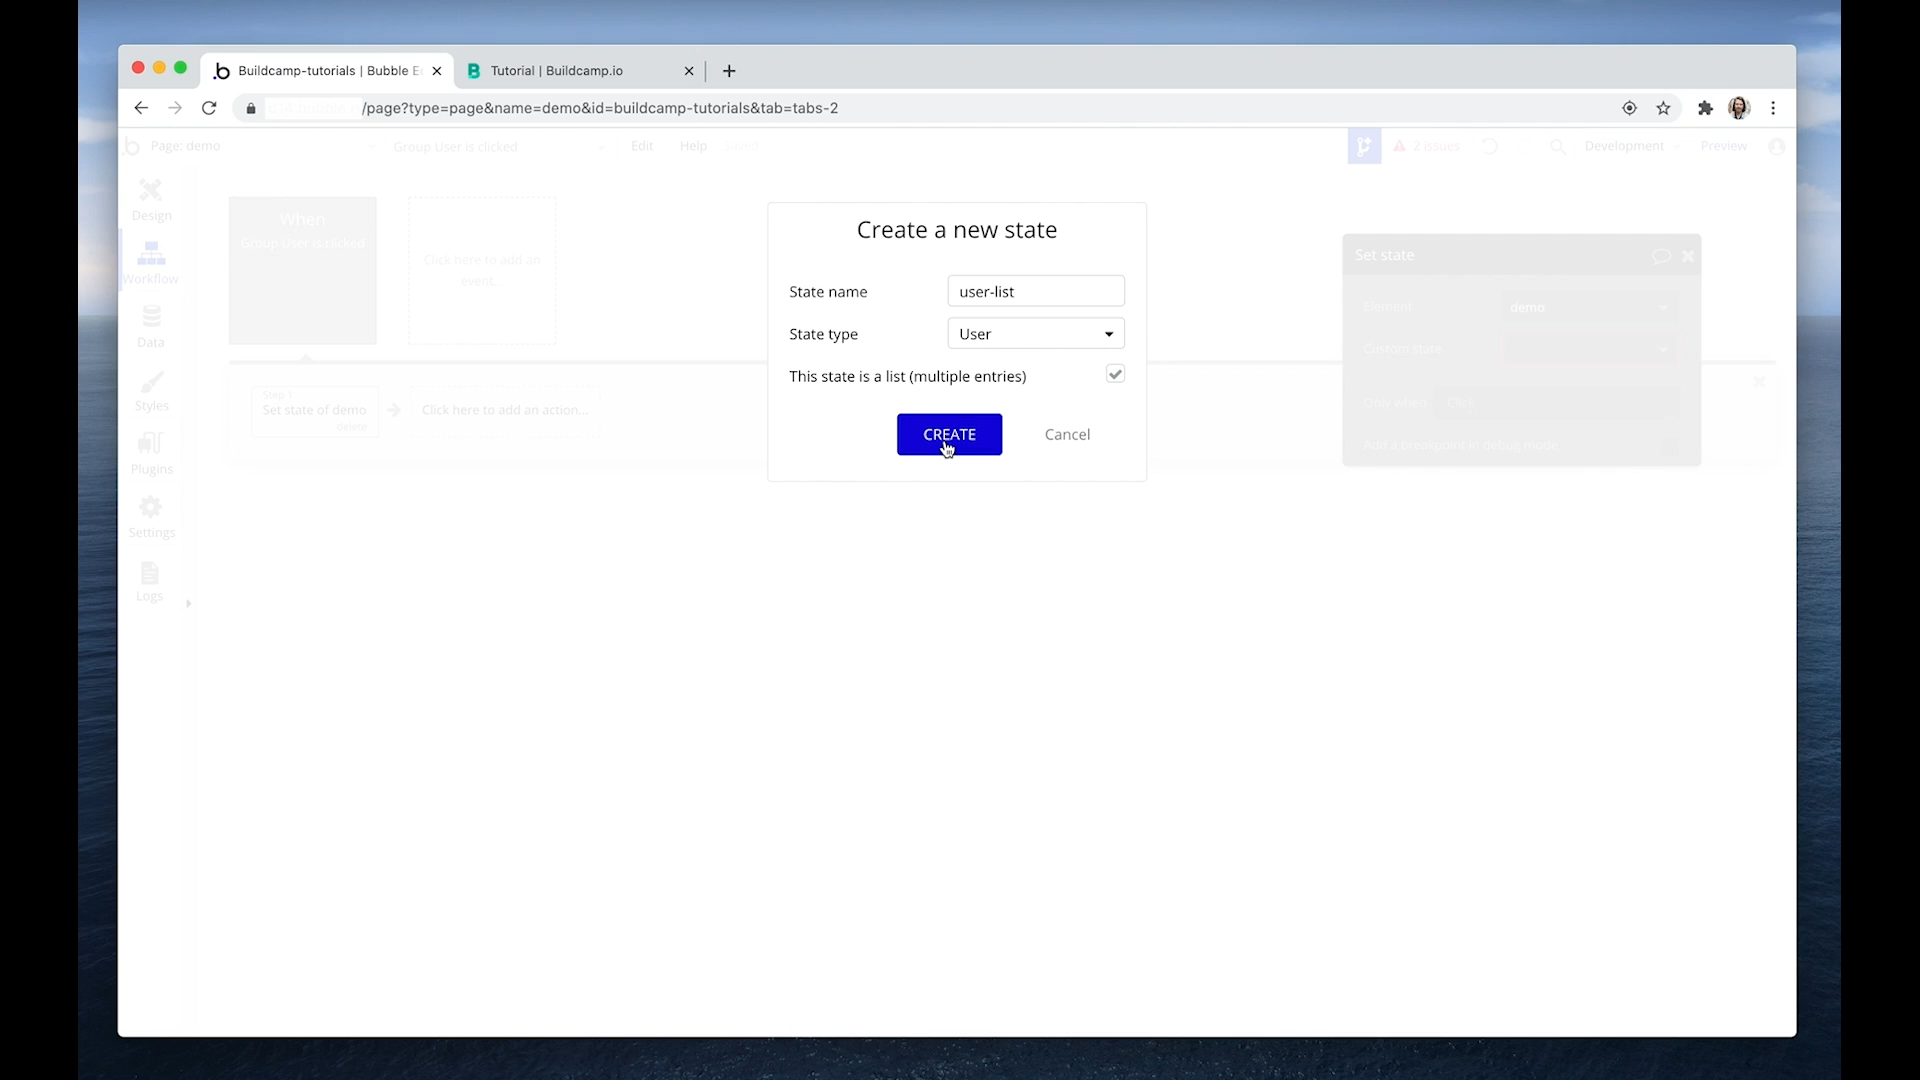 Buildcamp-tutorials | Bubble E
Tutorial | Buildcamp.io
/page?type=page&name=demo&id=buildcamp-tutorials&tab=tabs-2
Page: demo
Group User is clicked
Edit
Help
Saved
2 issues
Development
Preview
Design
Workflow
Data
Styles
Plugins
Settings
Logs
When
Group User is clicked
Click here to add an
event...
Step 1
Set state of demo
delete
Click here to add an action...
Create a new state
State name
user-list
State type
User
This state is a list (multiple entries)
CREATE
Cancel
Set state
Element
demo
Custom state
Only when
Click
Add a breakpoint in debug mode